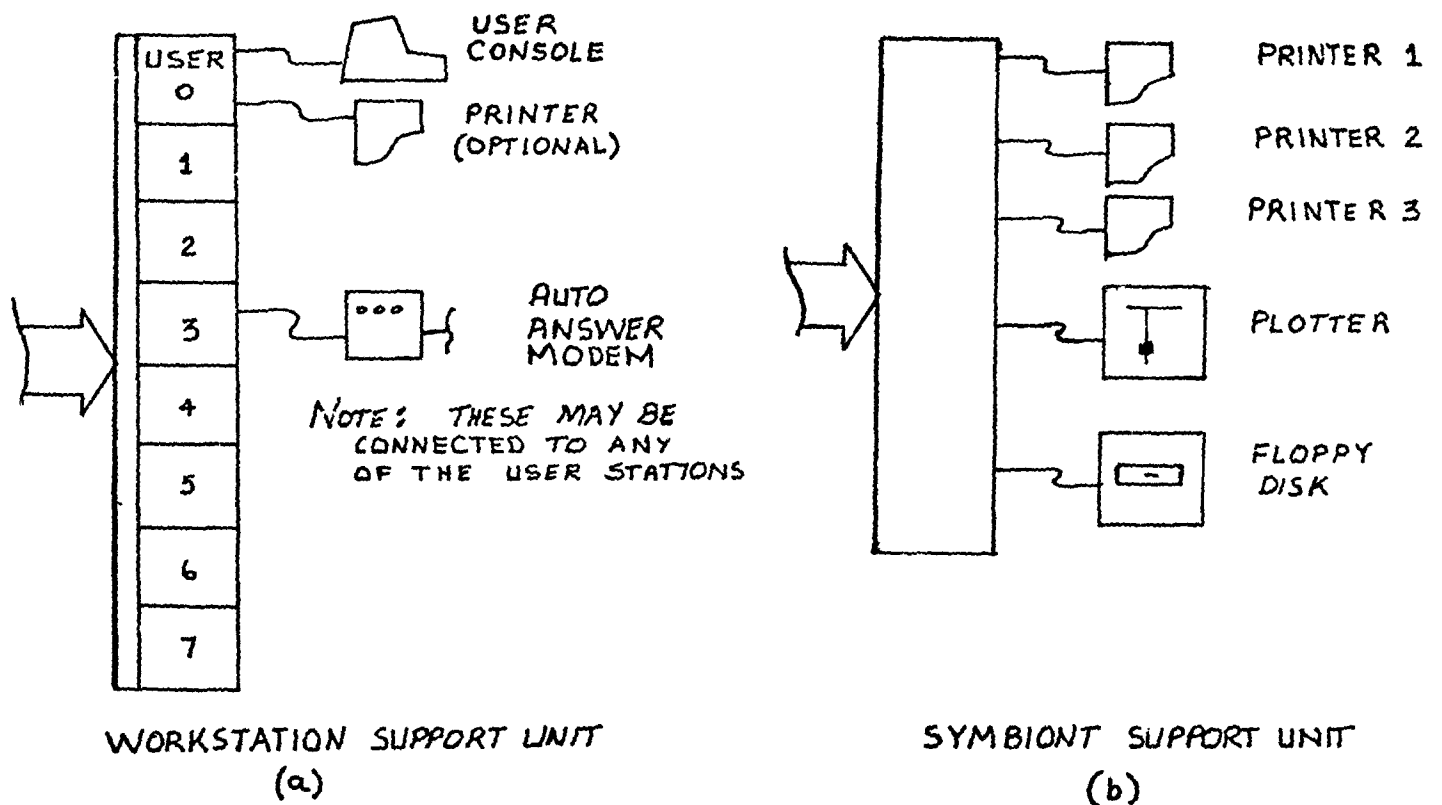 USER
0
1
2
3
4
5
6
7
USER
CONSOLE
PRINTER
(OPTIONAL)
AUTO
ANSWER
MODEM
NOTE: THESE MAY BE
CONNECTED TO ANY
OF THE USER STATIONS
WORKSTATION SUPPORT UNIT
(a)
PRINTER 1
PRINTER 2
PRINTER 3
PLOTTER
FLOPPY
DISK
SYMBIONT SUPPORT UNIT
(b)